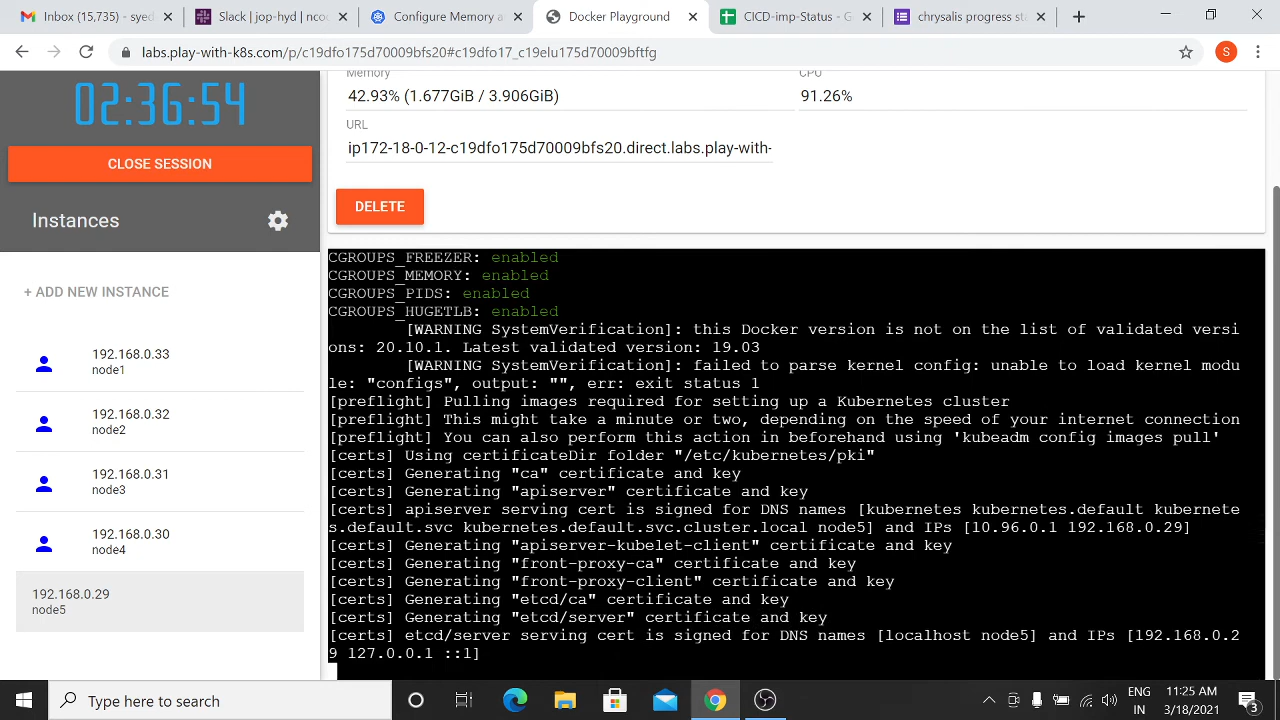 Inbox (15,735) - syed
Slack | jop-hyd | ncod
Configure Memory an
Docker Playground
CICD-imp-Status - G
chrysalis progress sta
labs.play-with-k8s.com/p/c19dfo175d70009bfs20#c19dfo17_c19elu175d70009bftfg
S
02:36:54
CLOSE SESSION
Instances
+ ADD NEW INSTANCE
192.168.0.33
node1
192.168.0.32
node2
192.168.0.31
node3
192.168.0.30
node4
192.168.0.29
node5
Memory
CPU
42.93% (1.677GiB / 3.906GiB)
91.26%
URL
ip172-18-0-12-c19dfo175d70009bfs20.direct.labs.play-with-
DELETE
CGROUPS_FREEZER: enabled
CGROUPS_MEMORY: enabled
CGROUPS_PIDS: enabled
CGROUPS_HUGETLB: enabled
[WARNING SystemVerification]: this Docker version is not on the list of validated versi
ons: 20.10.1. Latest validated version: 19.03
[WARNING SystemVerification]: failed to parse kernel config: unable to load kernel modu
le: "configs", output: "", err: exit status 1
[preflight] Pulling images required for setting up a Kubernetes cluster
[preflight] This might take a minute or two, depending on the speed of your internet connection
[preflight] You can also perform this action in beforehand using 'kubeadm config images pull'
[certs] Using certificateDir folder "/etc/kubernetes/pki"
[certs] Generating "ca" certificate and key
[certs] Generating "apiserver" certificate and key
[certs] apiserver serving cert is signed for DNS names [kubernetes kubernetes.default kubernete
s.default.svc kubernetes.default.svc.cluster.local node5] and IPs [10.96.0.1 192.168.0.29]
[certs] Generating "apiserver-kubelet-client" certificate and key
[certs] Generating "front-proxy-ca" certificate and key
[certs] Generating "front-proxy-client" certificate and key
[certs] Generating "etcd/ca" certificate and key
[certs] Generating "etcd/server" certificate and key
[certs] etcd/server serving cert is signed for DNS names [localhost node5] and IPs [192.168.0.2
9 127.0.0.1 ::1]
Type here to search
ENG
IN
11:25 AM
3/18/2021
3